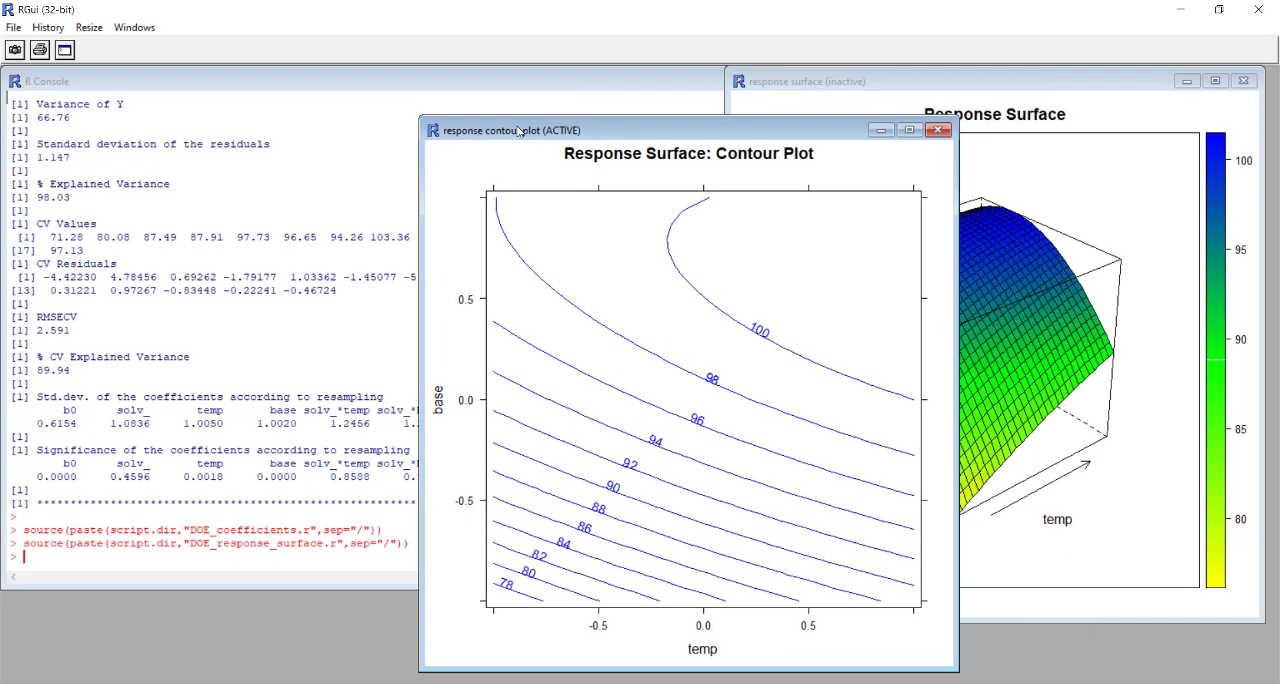 RGui (32-bit)
File History Resize Windows
R Console
[1] Variance of Y
[1] 66.76
[1]
[1] Standard deviation of the residuals
[1] 1.147
[1]
[1] % Explained Variance
[1] 98.03
[1]
[1] CV Values
[1] 71.28 80.08 87.49 87.91 97.73 96.65 94.26 103.36
[17] 97.13
[1] CV Residuals
[1] -4.42230 4.78456 0.69262 -1.79177 1.03362 -1.45077 -5
[13] 0.31221 0.97267 -0.83448 -0.22241 -0.46724
[1]
[1] RMSECV
[1] 2.591
[1]
[1] % CV Explained Variance
[1] 89.94
[1]
[1] Std.dev. of the coefficients according to resampling
b0 solv_ temp base solv_*temp solv_*
0.6154 1.0836 1.0050 1.0020 1.2456 1.
[1]
[1] Significance of the coefficients according to resampling
b0 solv_ temp base solv_*temp solv_*
0.0000 0.4596 0.0018 0.0000 0.8588 0.
[1]
[1] *************************************************************
>
> source(paste(script.dir,"DOE_coefficients.r",sep="/"))
> source(paste(script.dir,"DOE_response_surface.r",sep="/"))
>
response contour plot (ACTIVE)
Response Surface: Contour Plot
0.5
0.0
-0.5
base
100
98
96
94
92
90
88
86
84
82
80
78
-0.5 0.0 0.5
temp
response surface (inactive)
Response Surface
temp
100
95
90
85
80